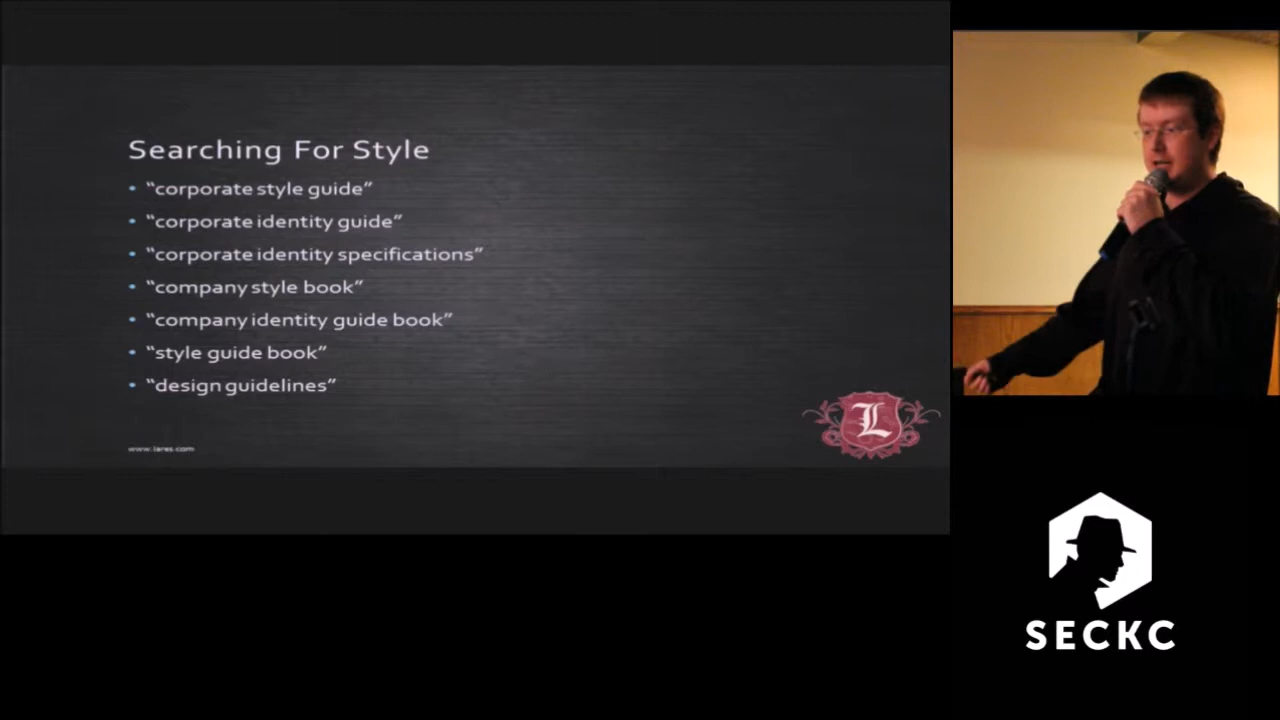 Searching For Style
• “corporate style guide”
• “corporate identity guide”
• “corporate identity specifications”
• “company style book”
• “company identity guide book”
• “style guide book”
• “design guidelines”
www.lares.com
L
SECKC